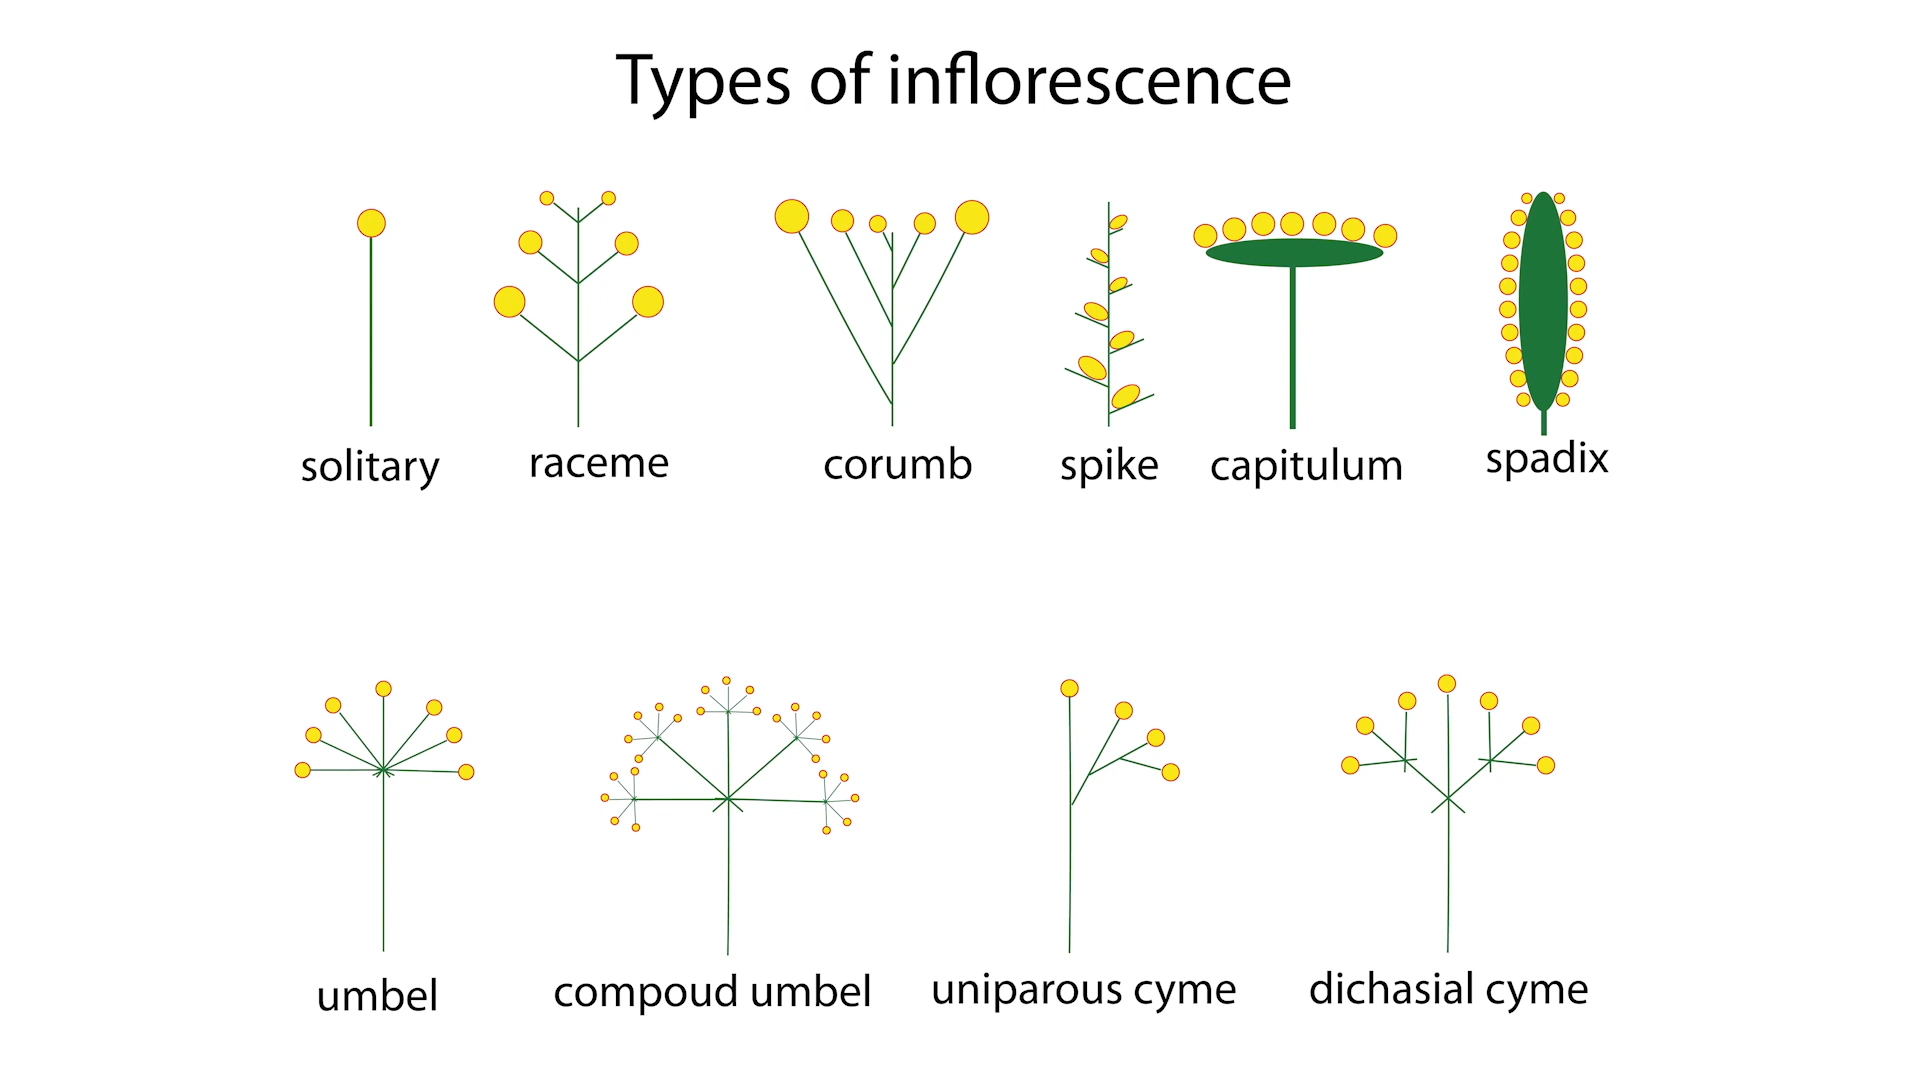 Types of inflorescence
solitary
raceme
corumb
spike
capitulum
spadix
umbel
compoud umbel
uniparous cyme
dichasial cyme